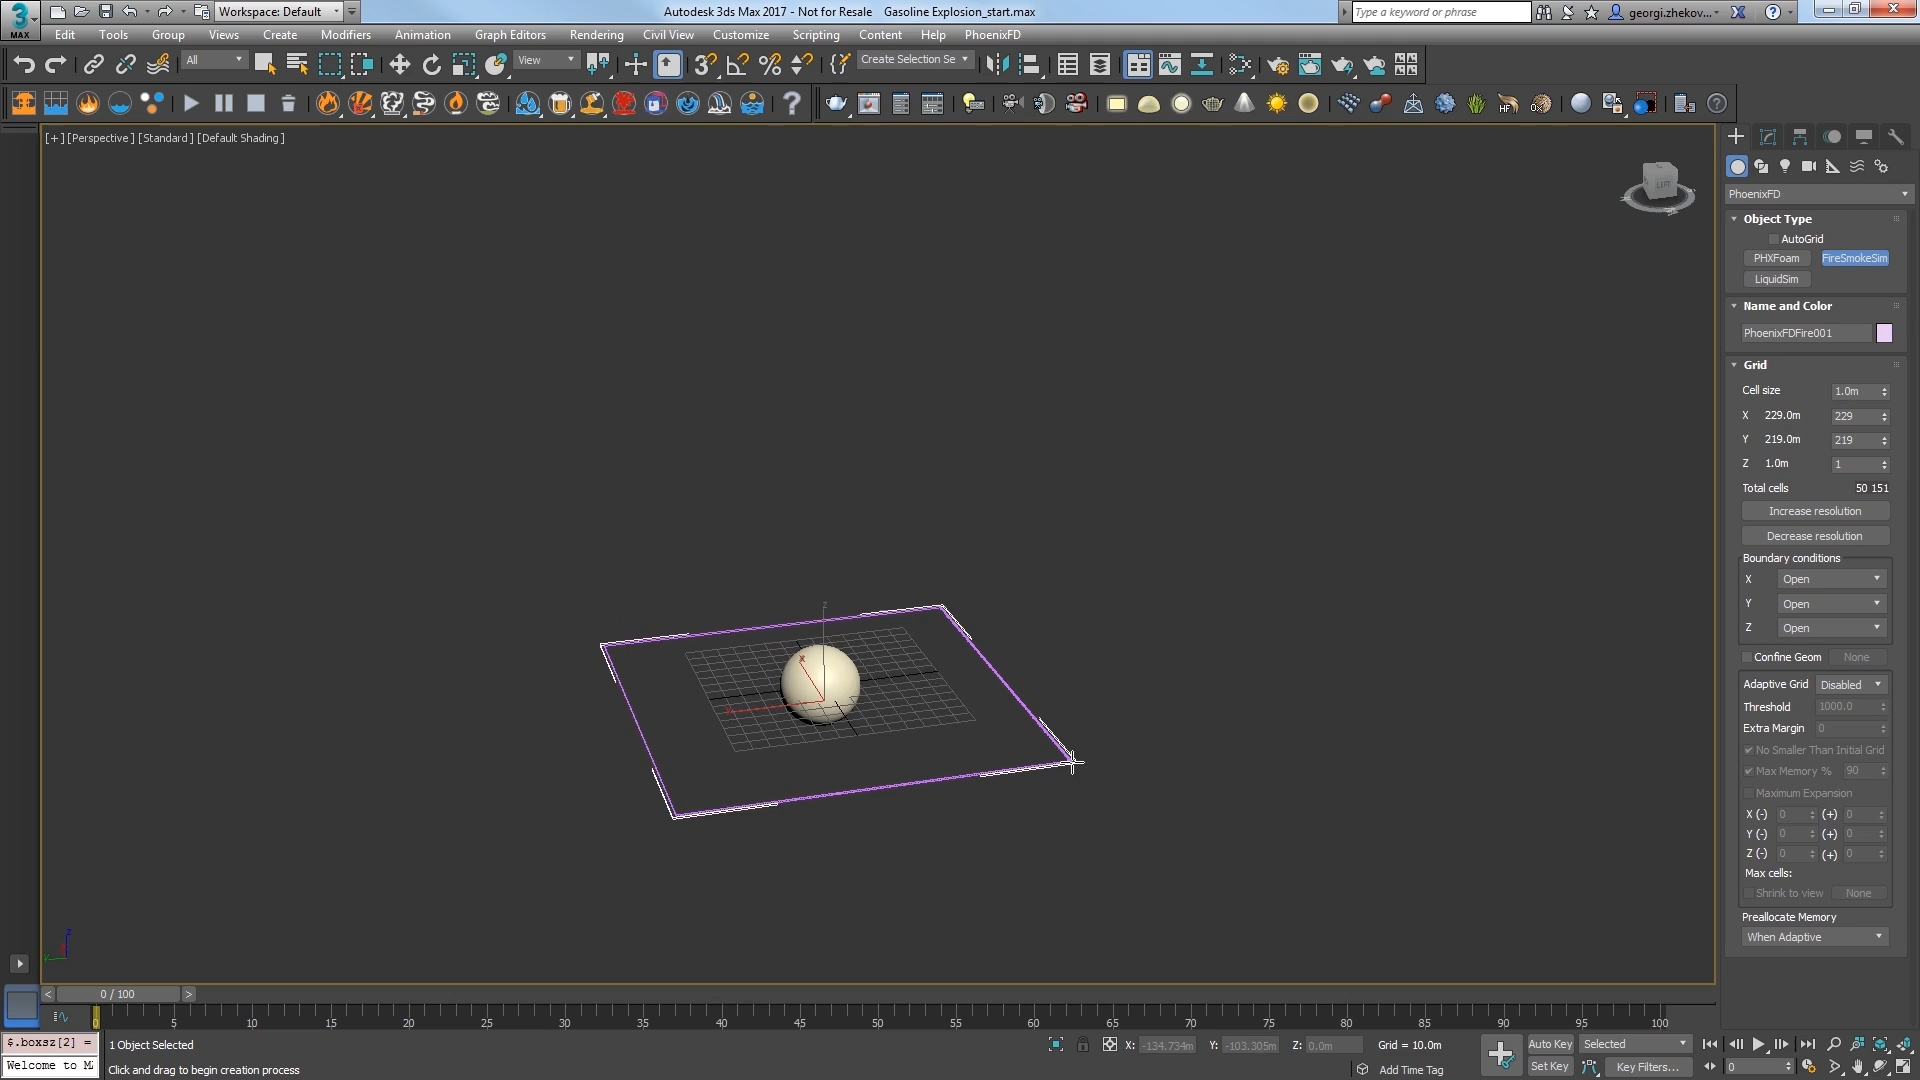 Workspace: Default
Autodesk 3ds Max 2017 - Not for Resale    Gasoline Explosion_start.max
Type a keyword or phrase
georgi.zhekov...
MAX
Edit Tools Group Views Create Modifiers Animation Graph Editors Rendering Civil View Customize Scripting Content Help PhoenixFD
All
View
Create Selection Se
[+] [Perspective] [Standard] [Default Shading]
LEFT
PhoenixFD
Object Type
AutoGrid
PHXFoam FireSmokeSim
LiquidSim
Name and Color
PhoenixFDFire001
Grid
Cell size 1.0m
X 229.0m 229
Y 219.0m 219
Z 1.0m 1
Total cells 50 151
Increase resolution
Decrease resolution
Boundary conditions
X Open
Y Open
Z Open
Confine Geom None
Adaptive Grid Disabled
Threshold 1000.0
Extra Margin 0
No Smaller Than Initial Grid
Max Memory % 90
Maximum Expansion
X (-) 0 (+) 0
Y (-) 0 (+) 0
Z (-) 0 (+) 0
Max cells:
Shrink to view None
Preallocate Memory
When Adaptive
z
x
z
y
< 0 / 100 >
0 5 10 15 20 25 30 35 40 45 50 55 60 65 70 75 80 85 90 95 100
$.boxsz[2] =
Welcome to M
1 Object Selected
Click and drag to begin creation process
X: -134.734m Y: -103.305m Z: 0.0m Grid = 10.0m
Add Time Tag
Auto Key Selected
Set Key Key Filters...
0